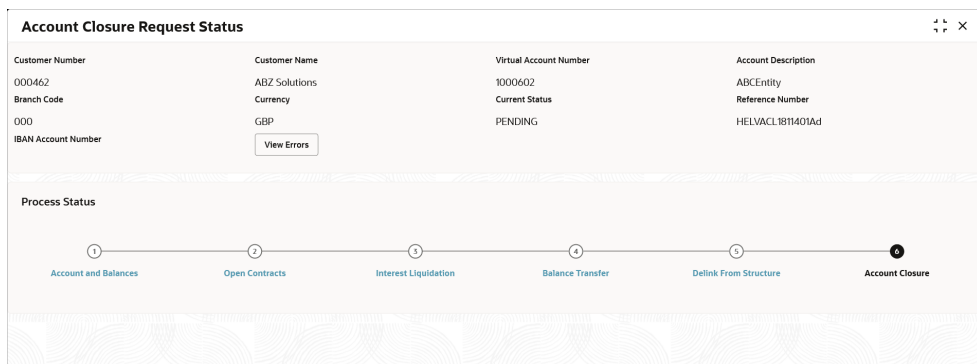 Account Closure Request Status
Customer Number Customer Name Virtual Account Number Account Description
000462 ABZ Solutions 1000602 ABCEntity
Branch Code Currency Current Status Reference Number
000 GBP PENDING HELVACL1811401Ad
IBAN Account Number View Errors
Process Status
1 2 3 4 5 6
Account and Balances Open Contracts Interest Liquidation Balance Transfer Delink From Structure Account Closure